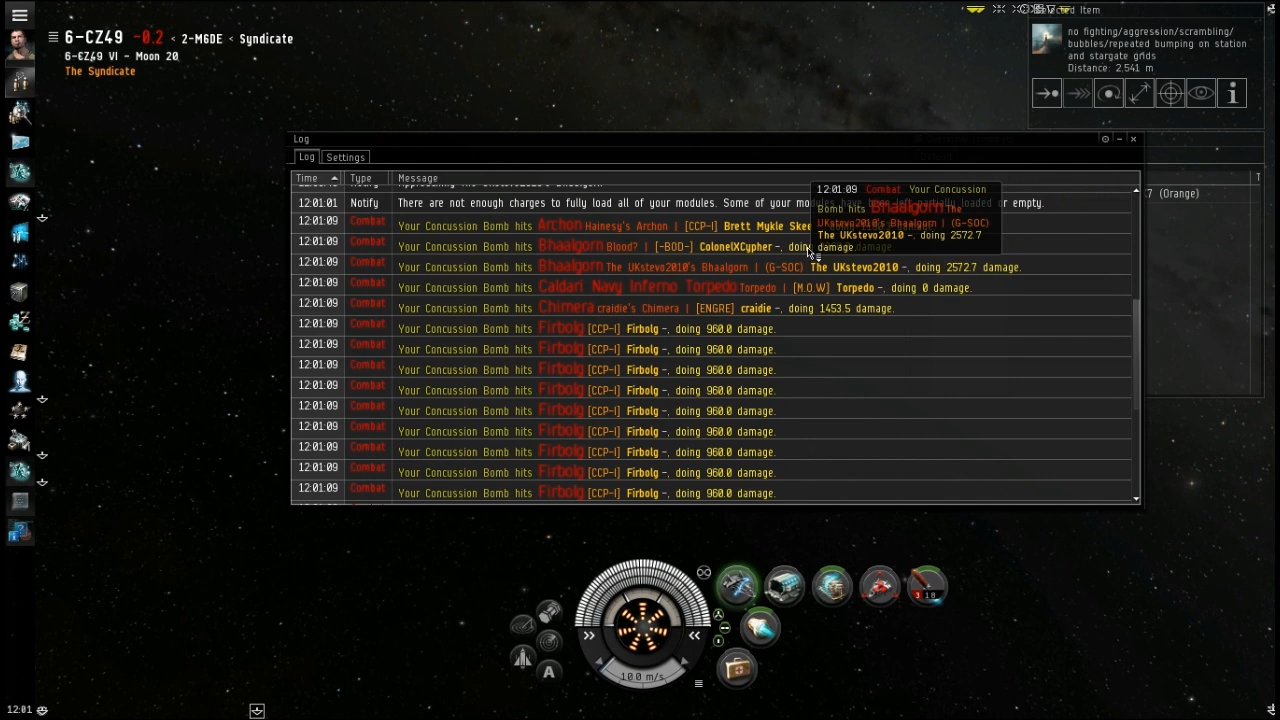 6-CZ49 -0.2 < 2-M6DE < Syndicate
6-CZ49 VI - Moon 20
The Syndicate
Selected Item
no fighting/aggression/scrambling/
bubbles/repeated bumping on station
and stargate grids
Distance: 2,541 m
7 (Orange)
T
Log
Log Settings
Time Type Message
12:01:01 Notify There are not enough charges to fully load all of your modules. Some of your or empty.
12:01:09 Combat Your Concussion Bomb hits Archon Hainesy's Archon | [CCP-I] Brett Mykle
12:01:09 Combat Your Concussion Bomb hits Bhaalgorn Blood? | [-BOD-] ColonelXCypher -, doing damage.
12:01:09 Combat Your Concussion Bomb hits Bhaalgorn The UKstevo2010's Bhaalgorn | (G-SOC) The UKstevo2010 -, doing 2572.7 damage.
12:01:09 Combat Your Concussion Bomb hits Caldari Navy Inferno Torpedo Torpedo | [M.O.W] Torpedo -, doing 0 damage.
12:01:09 Combat Your Concussion Bomb hits Chimera craidie's Chimera | [ENGRE] craidie -, doing 1453.5 damage.
12:01:09 Combat Your Concussion Bomb hits Firbolg [CCP-I] Firbolg -, doing 960.0 damage.
12:01:09 Combat Your Concussion Bomb hits Firbolg [CCP-I] Firbolg -, doing 960.0 damage.
12:01:09 Combat Your Concussion Bomb hits Firbolg [CCP-I] Firbolg -, doing 960.0 damage.
12:01:09 Combat Your Concussion Bomb hits Firbolg [CCP-I] Firbolg -, doing 960.0 damage.
12:01:09 Combat Your Concussion Bomb hits Firbolg [CCP-I] Firbolg -, doing 960.0 damage.
12:01:09 Combat Your Concussion Bomb hits Firbolg [CCP-I] Firbolg -, doing 960.0 damage.
12:01:09 Combat Your Concussion Bomb hits Firbolg [CCP-I] Firbolg -, doing 960.0 damage.
12:01:09 Combat Your Concussion Bomb hits Firbolg [CCP-I] Firbolg -, doing 960.0 damage.
12:01:09 Combat Your Concussion Bomb hits Firbolg [CCP-I] Firbolg -, doing 960.0 damage.
12:01:09 Combat Your Concussion
Bomb hits Bhaalgorn The
UKstevo2010's Bhaalgorn | (G-SOC)
The UKstevo2010 -, doing 2572.7
damage.
3 18
A
10.0 m/s
12:01